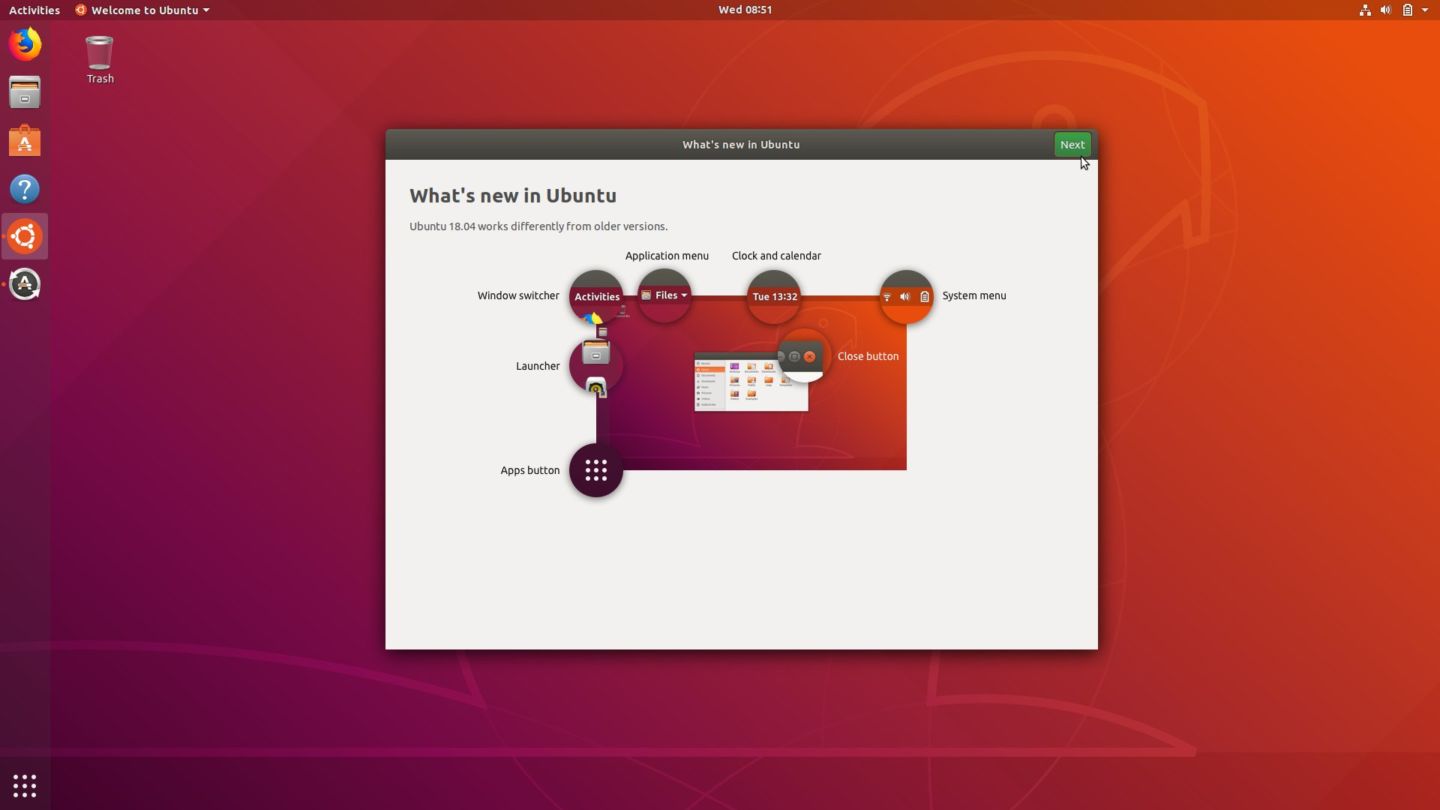 Activities Welcome to Ubuntu Wed 08:51
Trash
What's new in Ubuntu Next
What's new in Ubuntu
Ubuntu 18.04 works differently from older versions.
Application menu Clock and calendar
Window switcher Activities Files Tue 13:32 System menu
Launcher Close button
Apps button